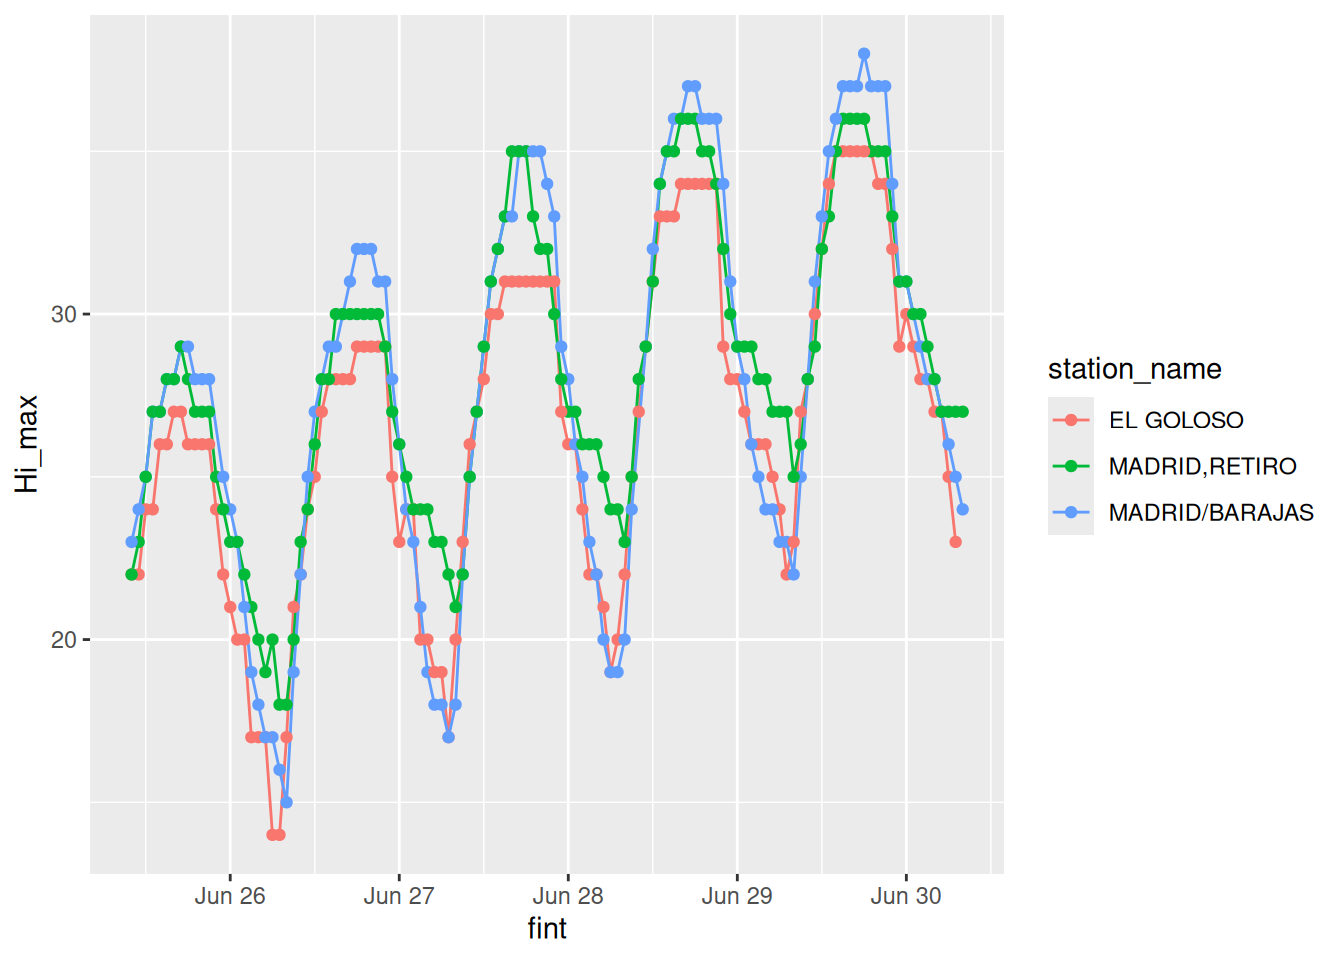 Hi_max
30
20
Jun 26
Jun 27
Jun 28
Jun 29
Jun 30
fint
station_name
EL GOLOSO
MADRID,RETIRO
MADRID/BARAJAS